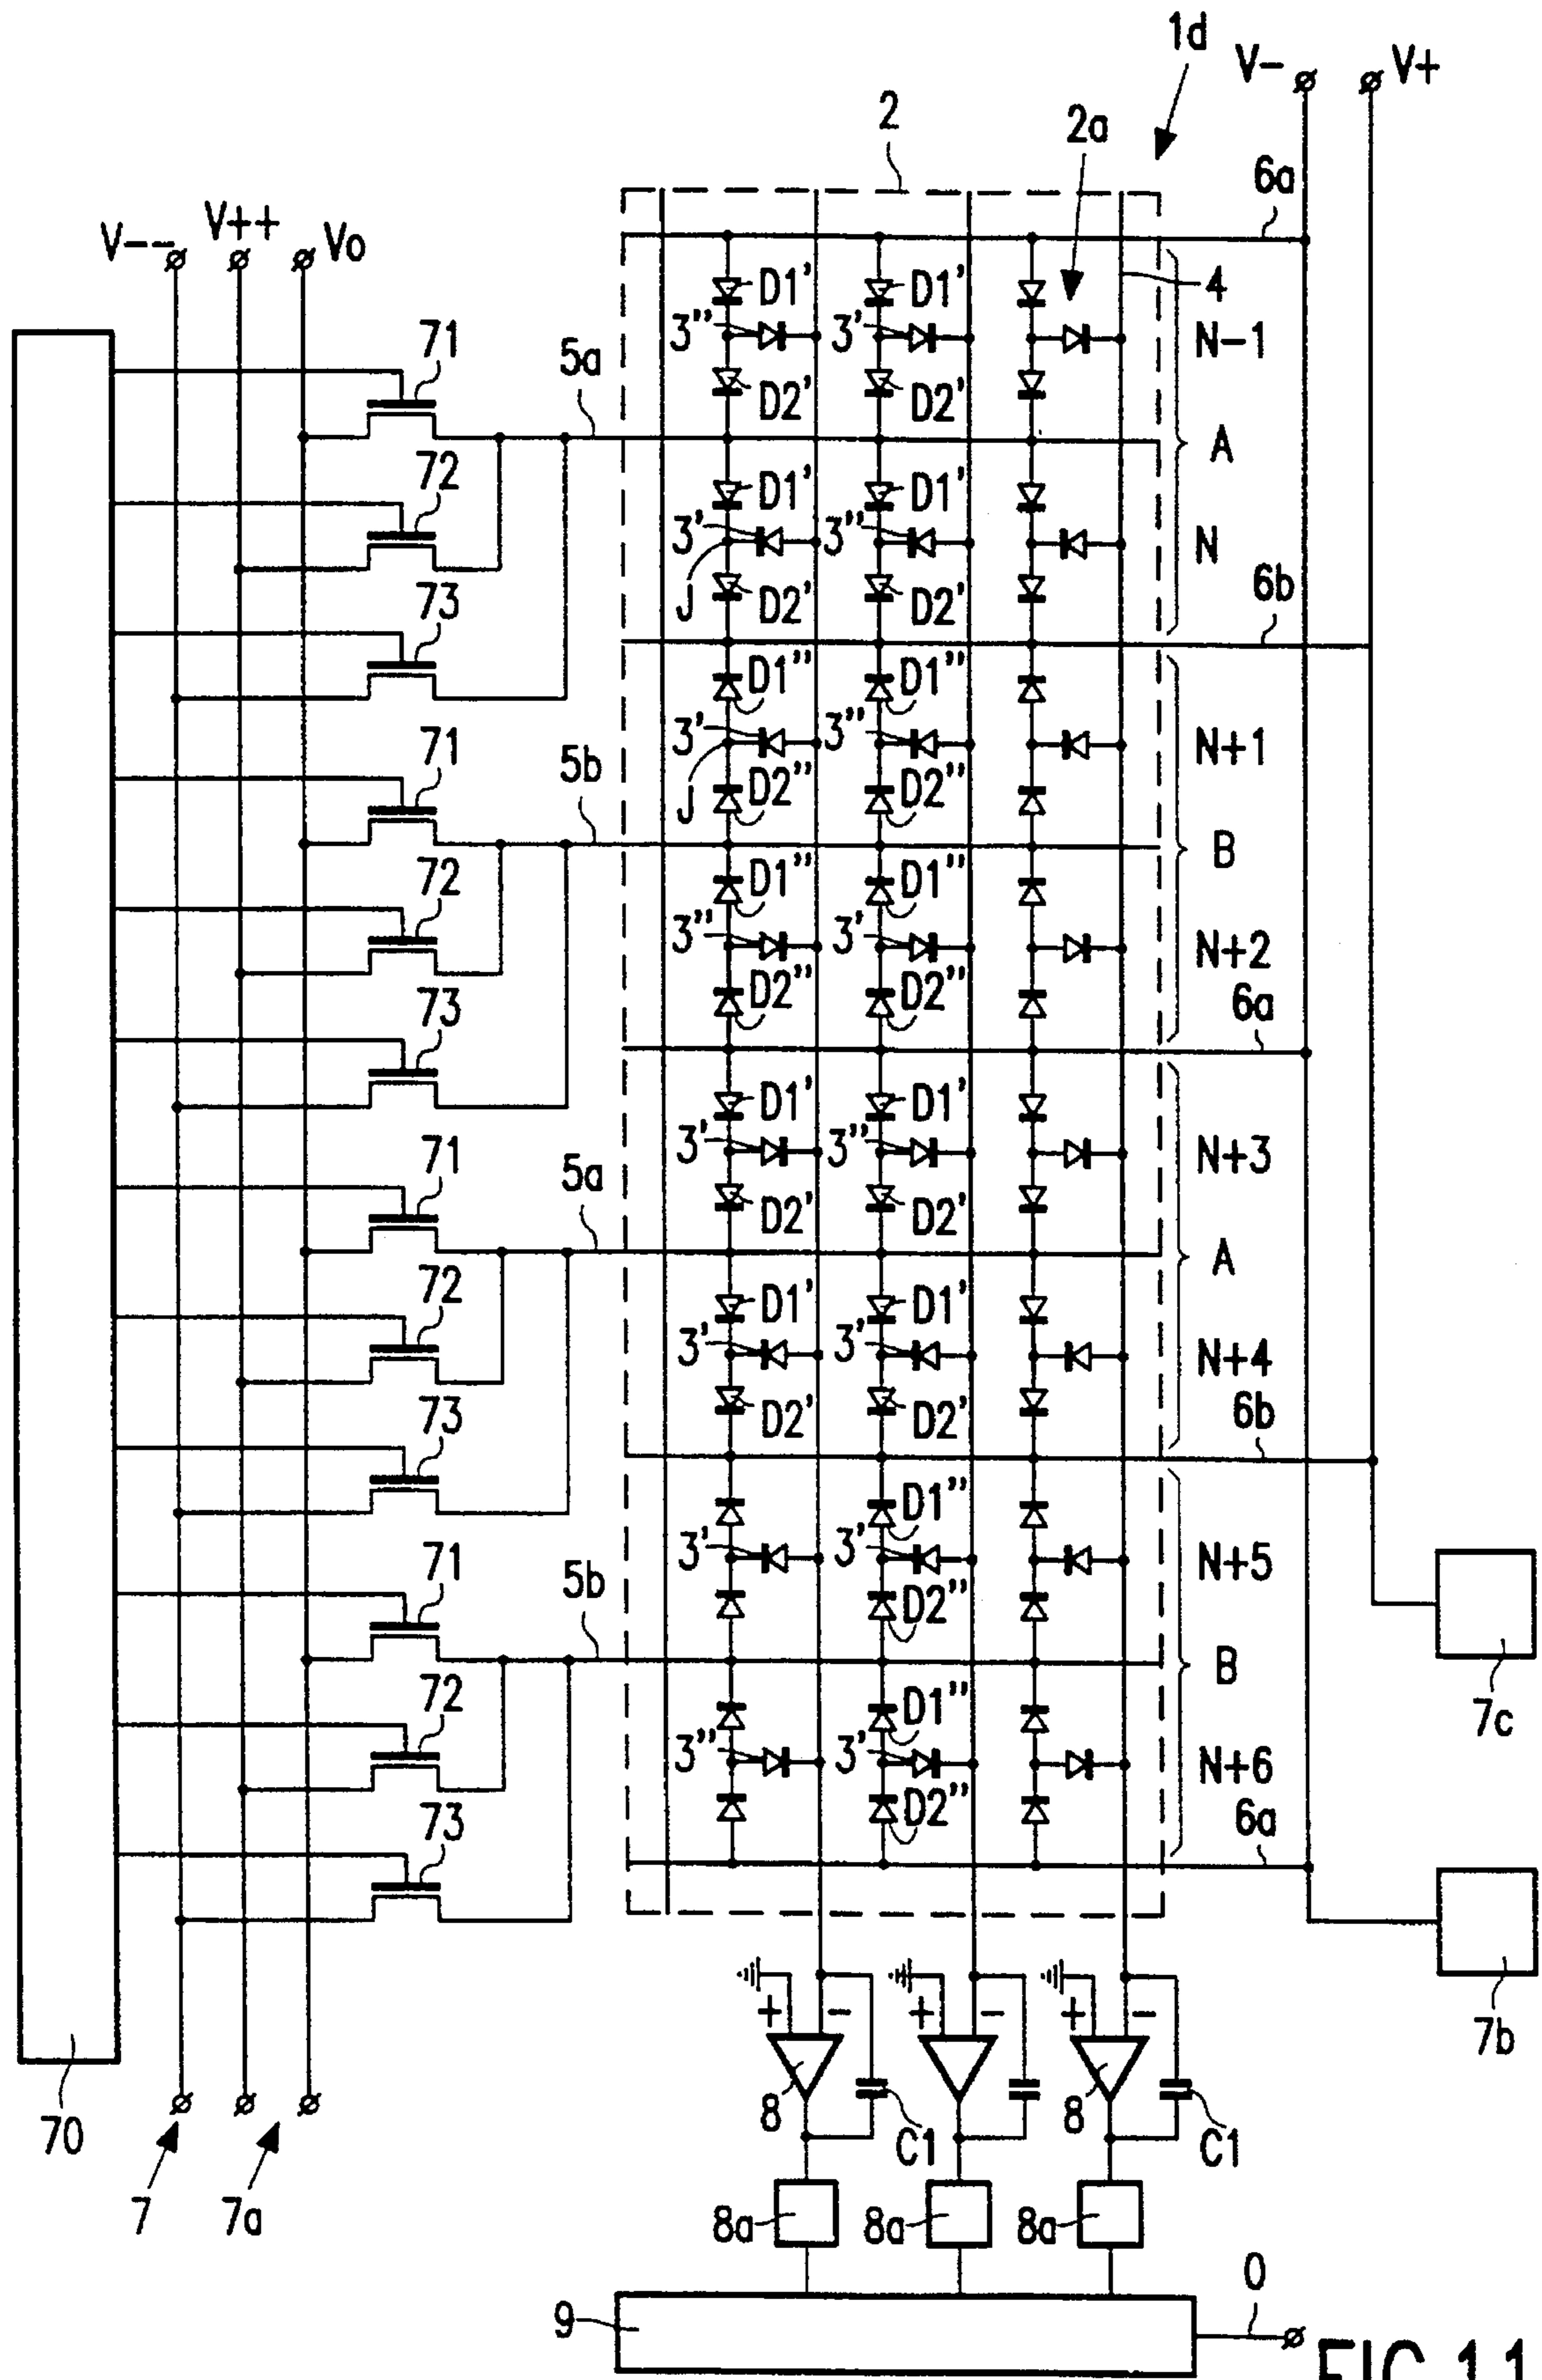 1d
V- V+
2 2a
6a
V-- V++ Vo
D1' D1' 4
3'' 3' N-1
71 5a
D2' D2'
A
72 D1' D1'
3' 3'' N
J D2' D2' 6b
73
D1'' D1''
3' 3'' N+1
71 5b J D2'' D2''
B
72 D1'' D1''
3'' 3' N+2
73 D2'' D2'' 6a
D1' D1'
3' 3'' N+3
71 5a D2' D2'
A
72 D1' D1'
3' 3' N+4
73 D2' D2' 6b
D1''
3' 3' N+5
71 5b D2''
B
72 D1'' 7c
3'' 3' N+6
73 D2'' 6a
+ - + - + -
7b
8 8
70 C1 C1
7 7a
8a 8a 8a
O
9
FIG.11